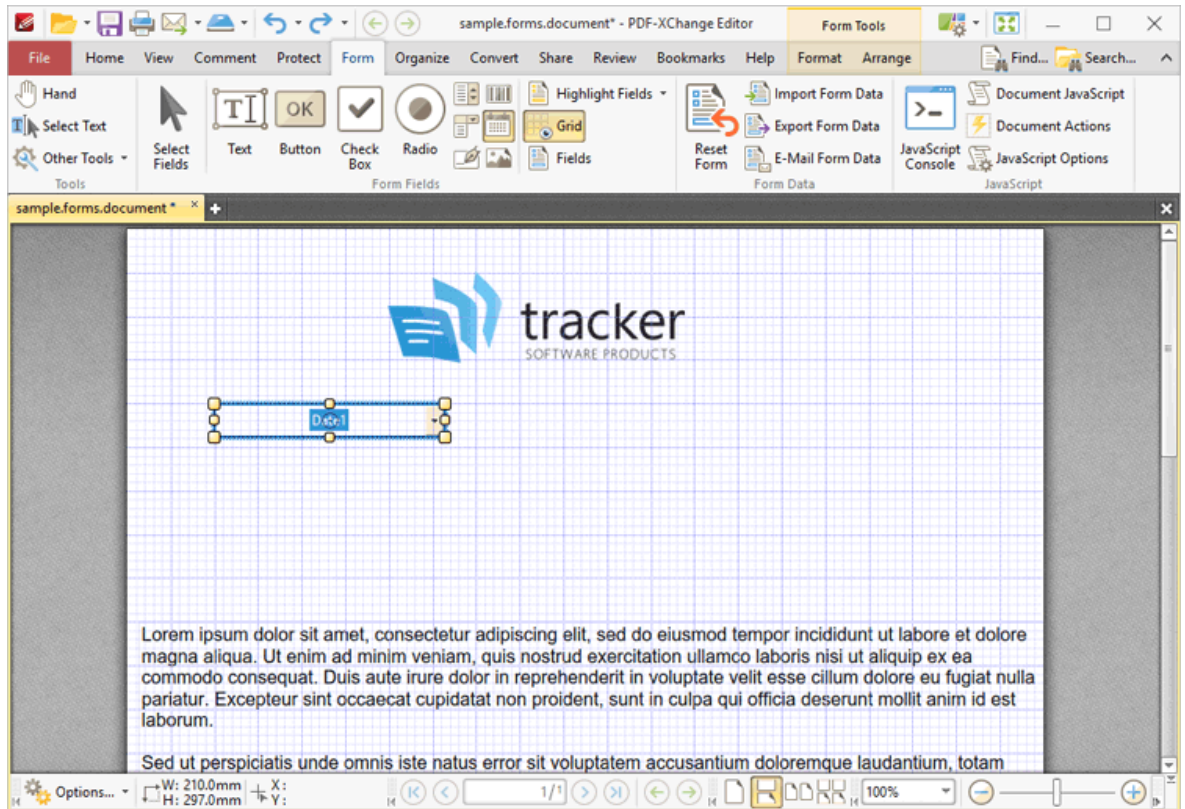 sample.forms.document* - PDF-XChange Editor
Form Tools
File Home View Comment Protect Form Organize Convert Share Review Bookmarks Help Format Arrange Find... Search...
Hand
Select Text
Other Tools
Tools
Select Fields
Text
Button
OK
Check Box
Radio
Highlight Fields
Grid
Fields
Form Fields
Reset Form
Import Form Data
Export Form Data
E-Mail Form Data
Form Data
JavaScript Console
Document JavaScript
Document Actions
JavaScript Options
JavaScript
sample.forms.document *
tracker
SOFTWARE PRODUCTS
Date1
Lorem ipsum dolor sit amet, consectetur adipiscing elit, sed do eiusmod tempor incididunt ut labore et dolore
magna aliqua. Ut enim ad minim veniam, quis nostrud exercitation ullamco laboris nisi ut aliquip ex ea
commodo consequat. Duis aute irure dolor in reprehenderit in voluptate velit esse cillum dolore eu fugiat nulla
pariatur. Excepteur sint occaecat cupidatat non proident, sunt in culpa qui officia deserunt mollit anim id est
laborum.
Sed ut perspiciatis unde omnis iste natus error sit voluptatem accusantium doloremque laudantium, totam
Options...
W: 210.0mm
H: 297.0mm
X:
Y:
1/1
100%